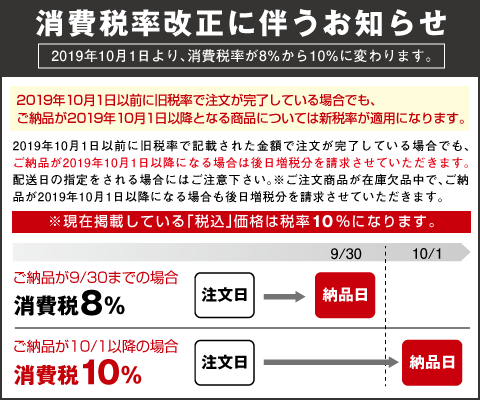 消費税率改正に伴うお知らせ
2019年10月1日より、消費税率が8%から10%に変わります。
2019年10月1日以前に旧税率で注文が完了している場合でも、
ご納品が2019年10月1日以降となる商品については新税率が適用になります。
2019年10月1日以前に旧税率で記載された金額で注文が完了している場合でも、
ご納品が2019年10月1日以降になる場合は後日増税分を請求させていただきます。
配送日の指定をされる場合にはご注意下さい。※ご注文商品が在庫欠品中で、ご納
品が2019年10月1日以降になる場合も後日増税分を請求させていただきます。
※現在掲載している「税込」価格は税率10%になります。
9/30 10/1
ご納品が9/30までの場合
消費税8%
注文日 納品日
ご納品が10/1以降の場合
消費税10%
注文日 納品日